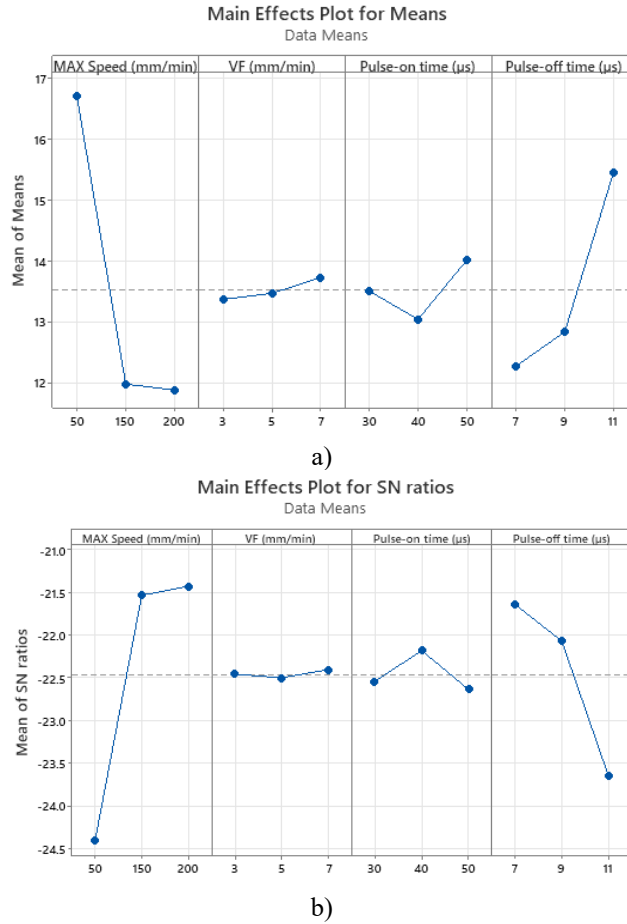 Main Effects Plot for Means
Data Means
MAX Speed (mm/min) VF (mm/min) Pulse-on time (µs) Pulse-off time (µs)
17
16
15
14
13
12
Mean of Means
50 150 200 3 5 7 30 40 50 7 9 11
a)
Main Effects Plot for SN ratios
Data Means
MAX Speed (mm/min) VF (mm/min) Pulse-on time (µs) Pulse-off time (µs)
-21.0
-21.5
-22.0
-22.5
-23.0
-23.5
-24.0
-24.5
Mean of SN ratios
50 150 200 3 5 7 30 40 50 7 9 11
b)